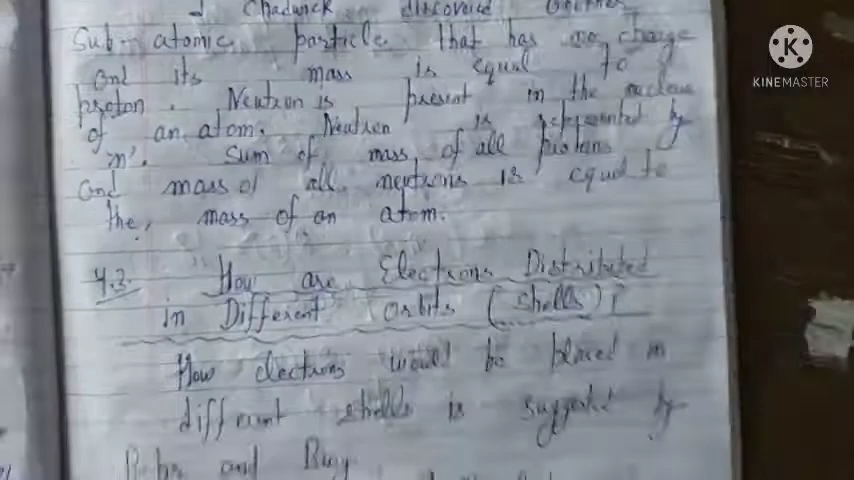 J Chadwick discovered another
Sub-atomic particle that has no charge
and its mass is equal to a
proton. Neutron is present in the nucleus
of an atom. Neutron is represented by
'n'. Sum of mass of all protons
and mass of all neutrons is equal to
the, mass of an atom.
4.3. How are Electrons Distributed
in Different Orbits (shells)?
How electrons would be placed in
different shells is suggested by
Bohr and Bury
K
KINEMASTER